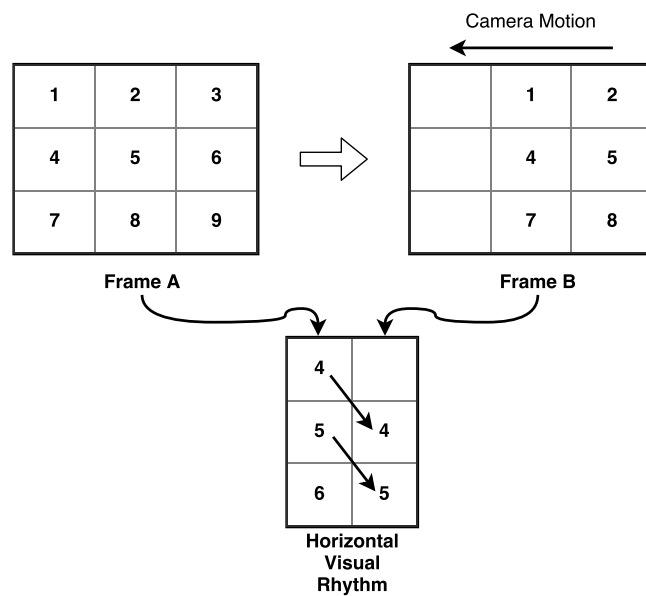 Camera Motion
1 2 3
1 2
4 5 6
4 5
7 8 9
7 8
Frame A
Frame B
4
5 4
6 5
Horizontal
Visual
Rhythm